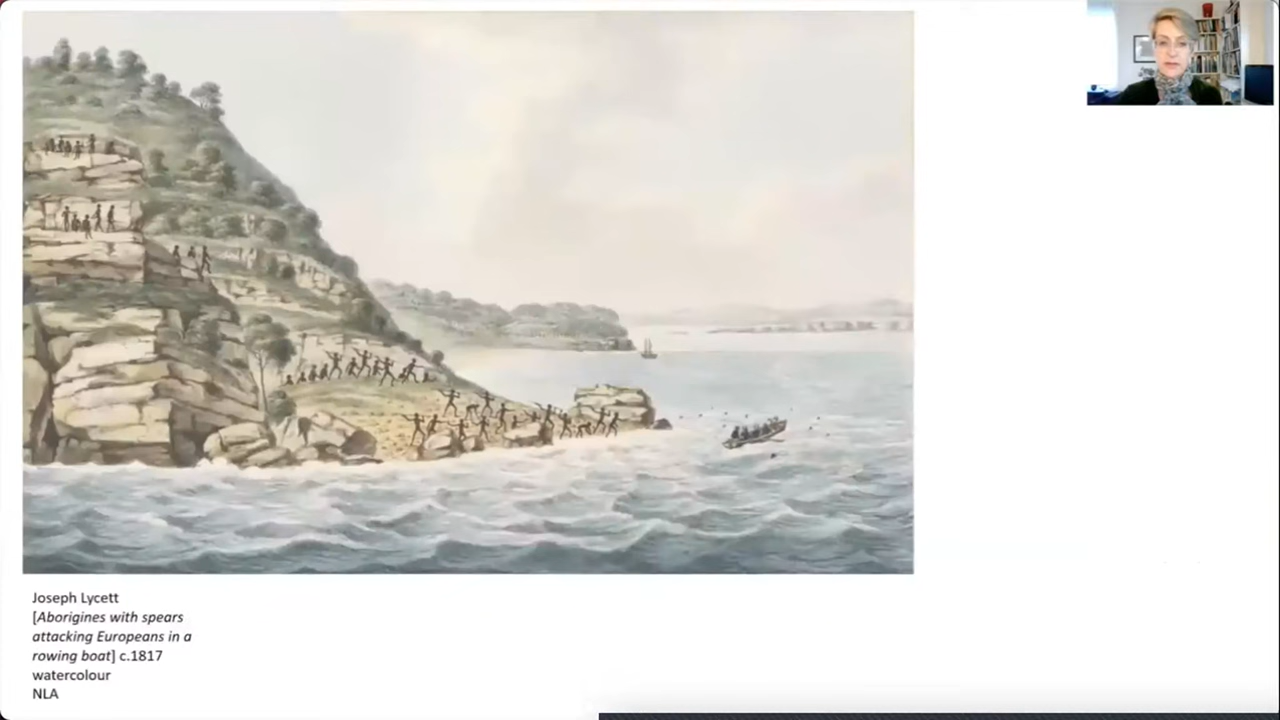 Joseph Lycett
[Aborigines with spears
attacking Europeans in a
rowing boat] c.1817
watercolour
NLA